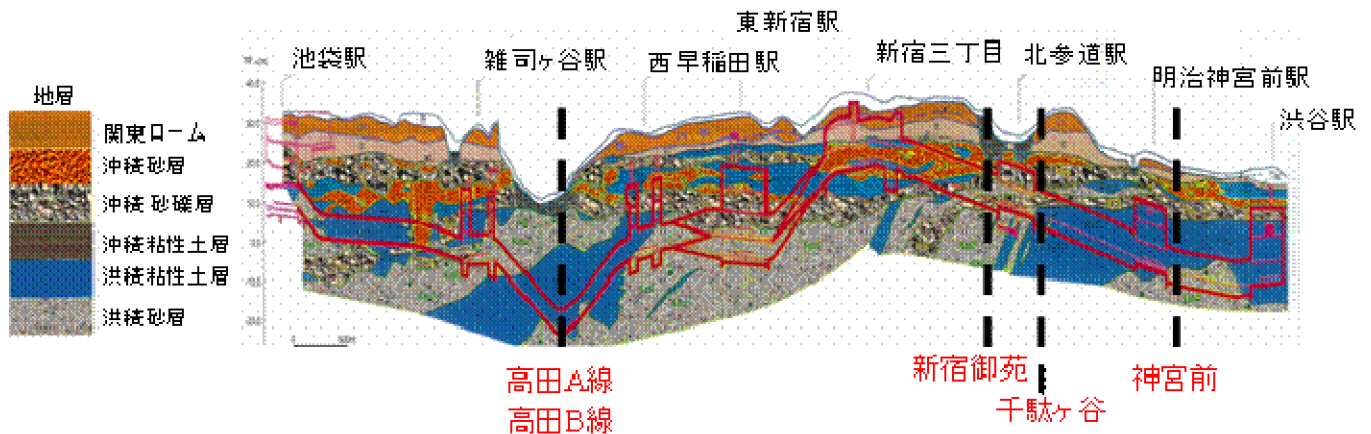 東新宿駅
池袋駅
雑司ヶ谷駅
西早稲田駅
新宿三丁目
北参道駅
明治神宮前駅
渋谷駅
地層
関東ローム
沖積砂層
沖積砂礫層
沖積粘性土層
洪積粘性土層
洪積砂層
高田A線
高田B線
新宿御苑
千駄ヶ谷
神宮前